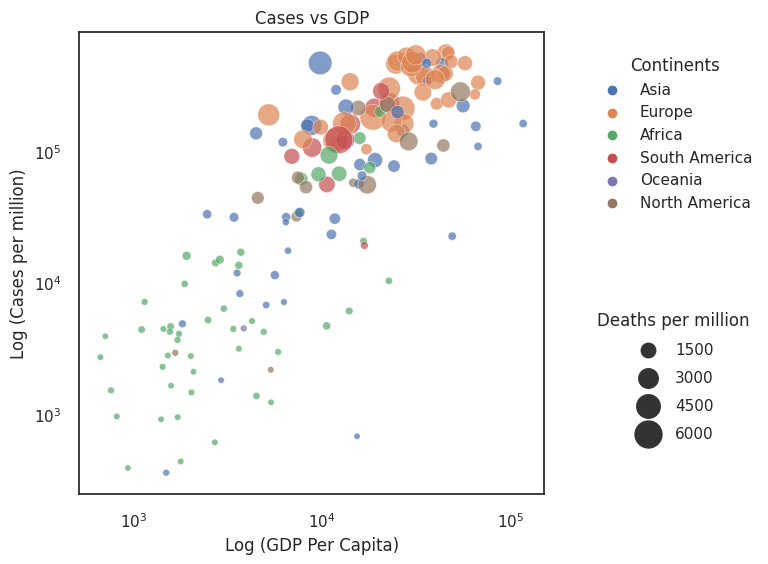 Cases vs GDP
Log (Cases per million)
10^5
10^4
10^3
10^3 10^4 10^5
Log (GDP Per Capita)
Continents
Asia
Europe
Africa
South America
Oceania
North America
Deaths per million
1500
3000
4500
6000